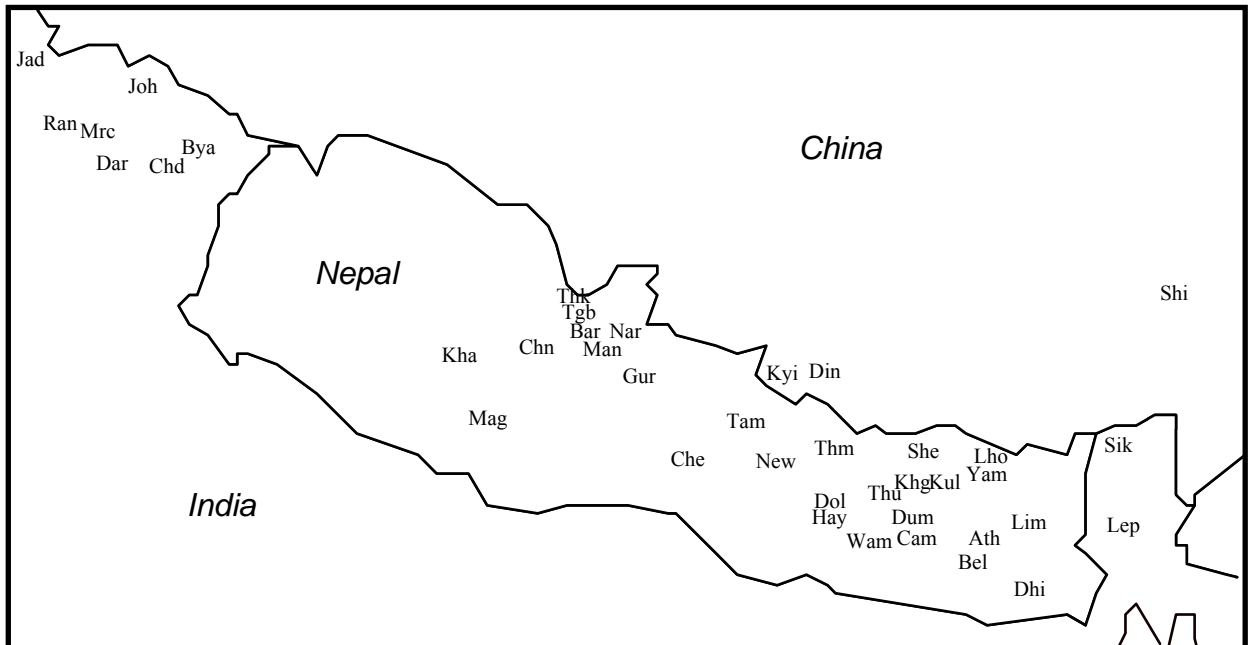 Jad
Joh
Ran
Mrc
Bya
Dar
Chd
China
Nepal
Shi
Thk
Tgb
Bar
Nar
Chn
Man
Kha
Gur
Kyi
Din
Mag
Tam
Thm
She
Lho
Sik
Che
New
Yam
Khg
Kul
Thu
India
Dol
Hay
Dum
Lim
Lep
Wam
Cam
Ath
Bel
Dhi